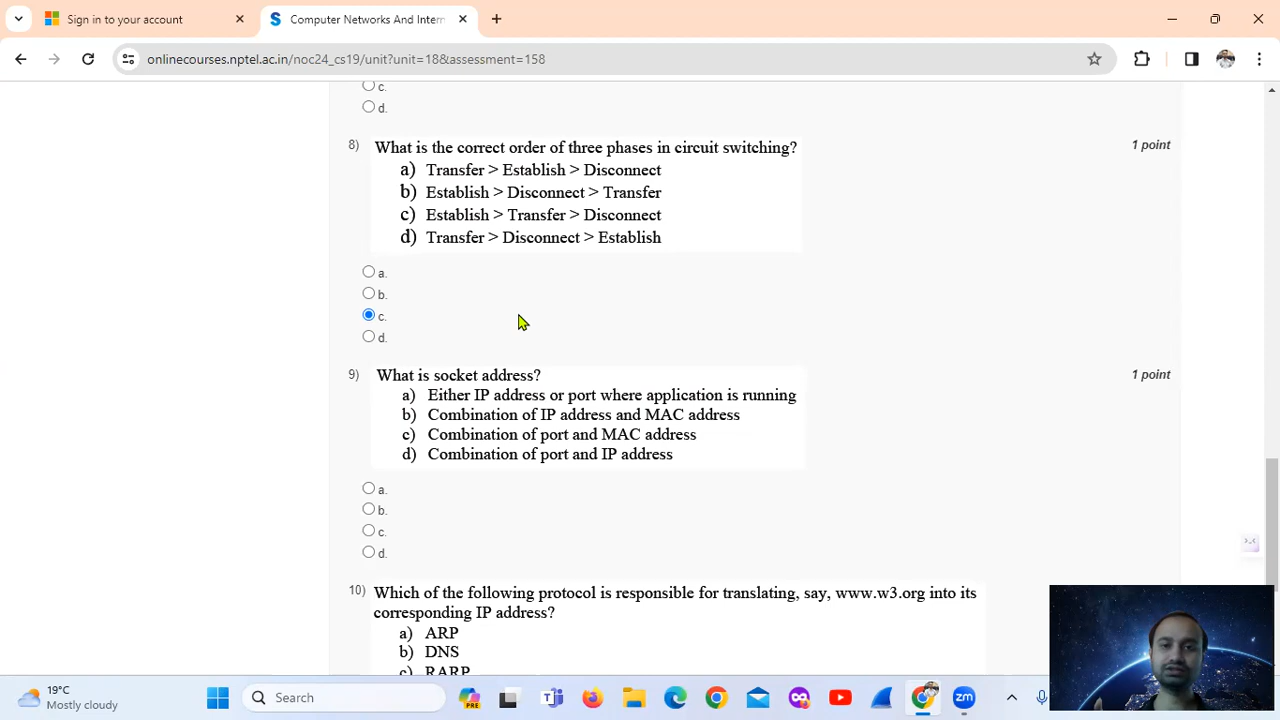 Sign in to your account
Computer Networks And Intern
onlinecourses.nptel.ac.in/noc24_cs19/unit?unit=18&assessment=158
c.
d.
8) What is the correct order of three phases in circuit switching? 1 point
a) Transfer > Establish > Disconnect
b) Establish > Disconnect > Transfer
c) Establish > Transfer > Disconnect
d) Transfer > Disconnect > Establish
a.
b.
c.
d.
9) What is socket address? 1 point
a) Either IP address or port where application is running
b) Combination of IP address and MAC address
c) Combination of port and MAC address
d) Combination of port and IP address
a.
b.
c.
d.
10) Which of the following protocol is responsible for translating, say, www.w3.org into its
corresponding IP address?
a) ARP
b) DNS
c) RARP
19°C
Mostly cloudy
Search
PRE